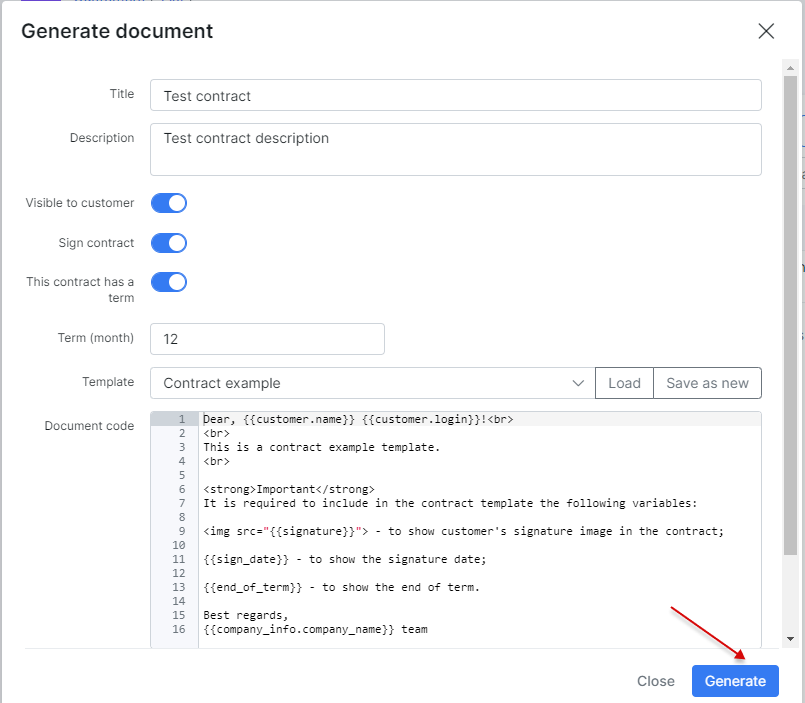 Generate document
Title
Test contract
Description
Test contract description
Visible to customer
Sign contract
This contract has a
term
Term (month)
12
Template
Contract example
Load
Save as new
Document code
1 Dear, {{customer.name}} {{customer.login}}!<br>
2 <br>
3 This is a contract example template.
4 <br>
5
6 <strong>Important</strong>
7 It is required to include in the contract template the following variables:
8
9 <img src="{{signature}}"> - to show customer's signature image in the contract;
10
11 {{sign_date}} - to show the signature date;
12
13 {{end_of_term}} - to show the end of term.
14
15 Best regards,
16 {{company_info.company_name}} team
Close
Generate